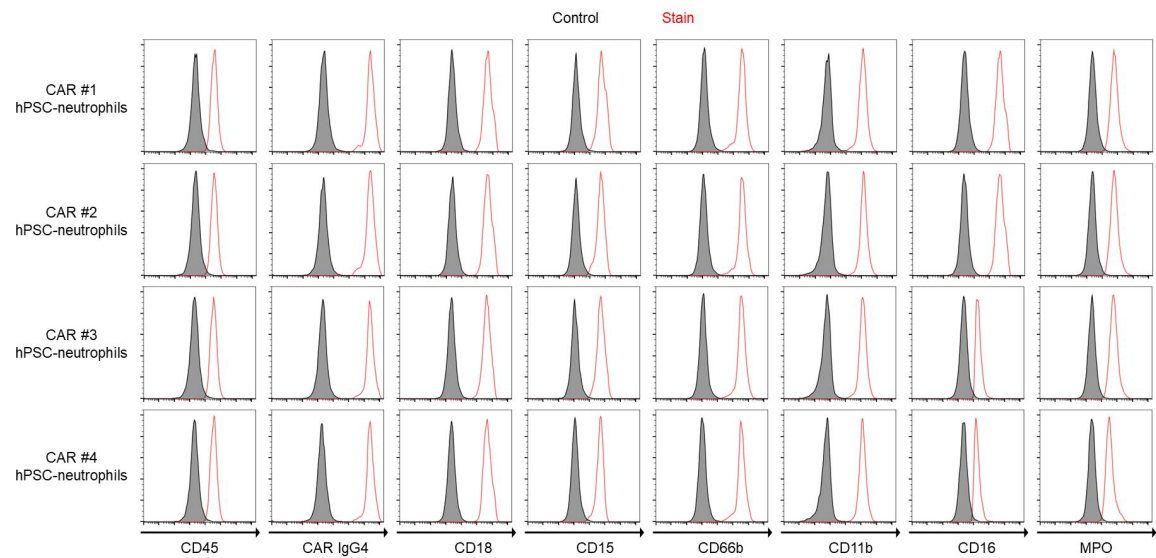 Control Stain
CAR #1
hPSC-neutrophils
CAR #2
hPSC-neutrophils
CAR #3
hPSC-neutrophils
CAR #4
hPSC-neutrophils
CD45 CAR IgG4 CD18 CD15 CD66b CD11b CD16 MPO